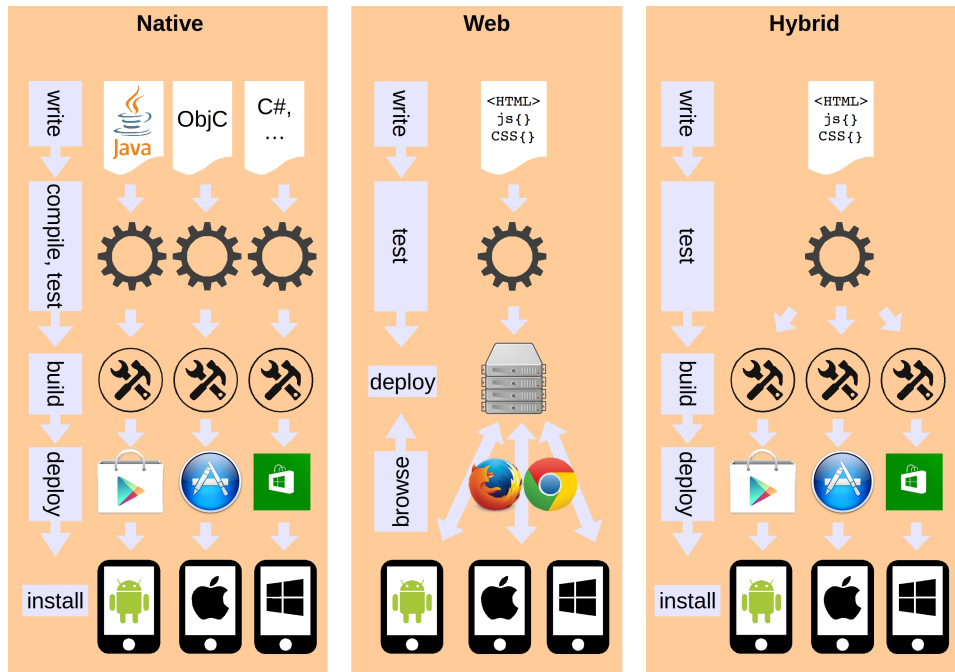 Native
write
Java
ObjC
C#,
...
compile, test
build
deploy
install
Web
write
<HTML>
js{}
CSS{}
test
deploy
browse
Hybrid
write
<HTML>
js{}
CSS{}
test
build
deploy
install